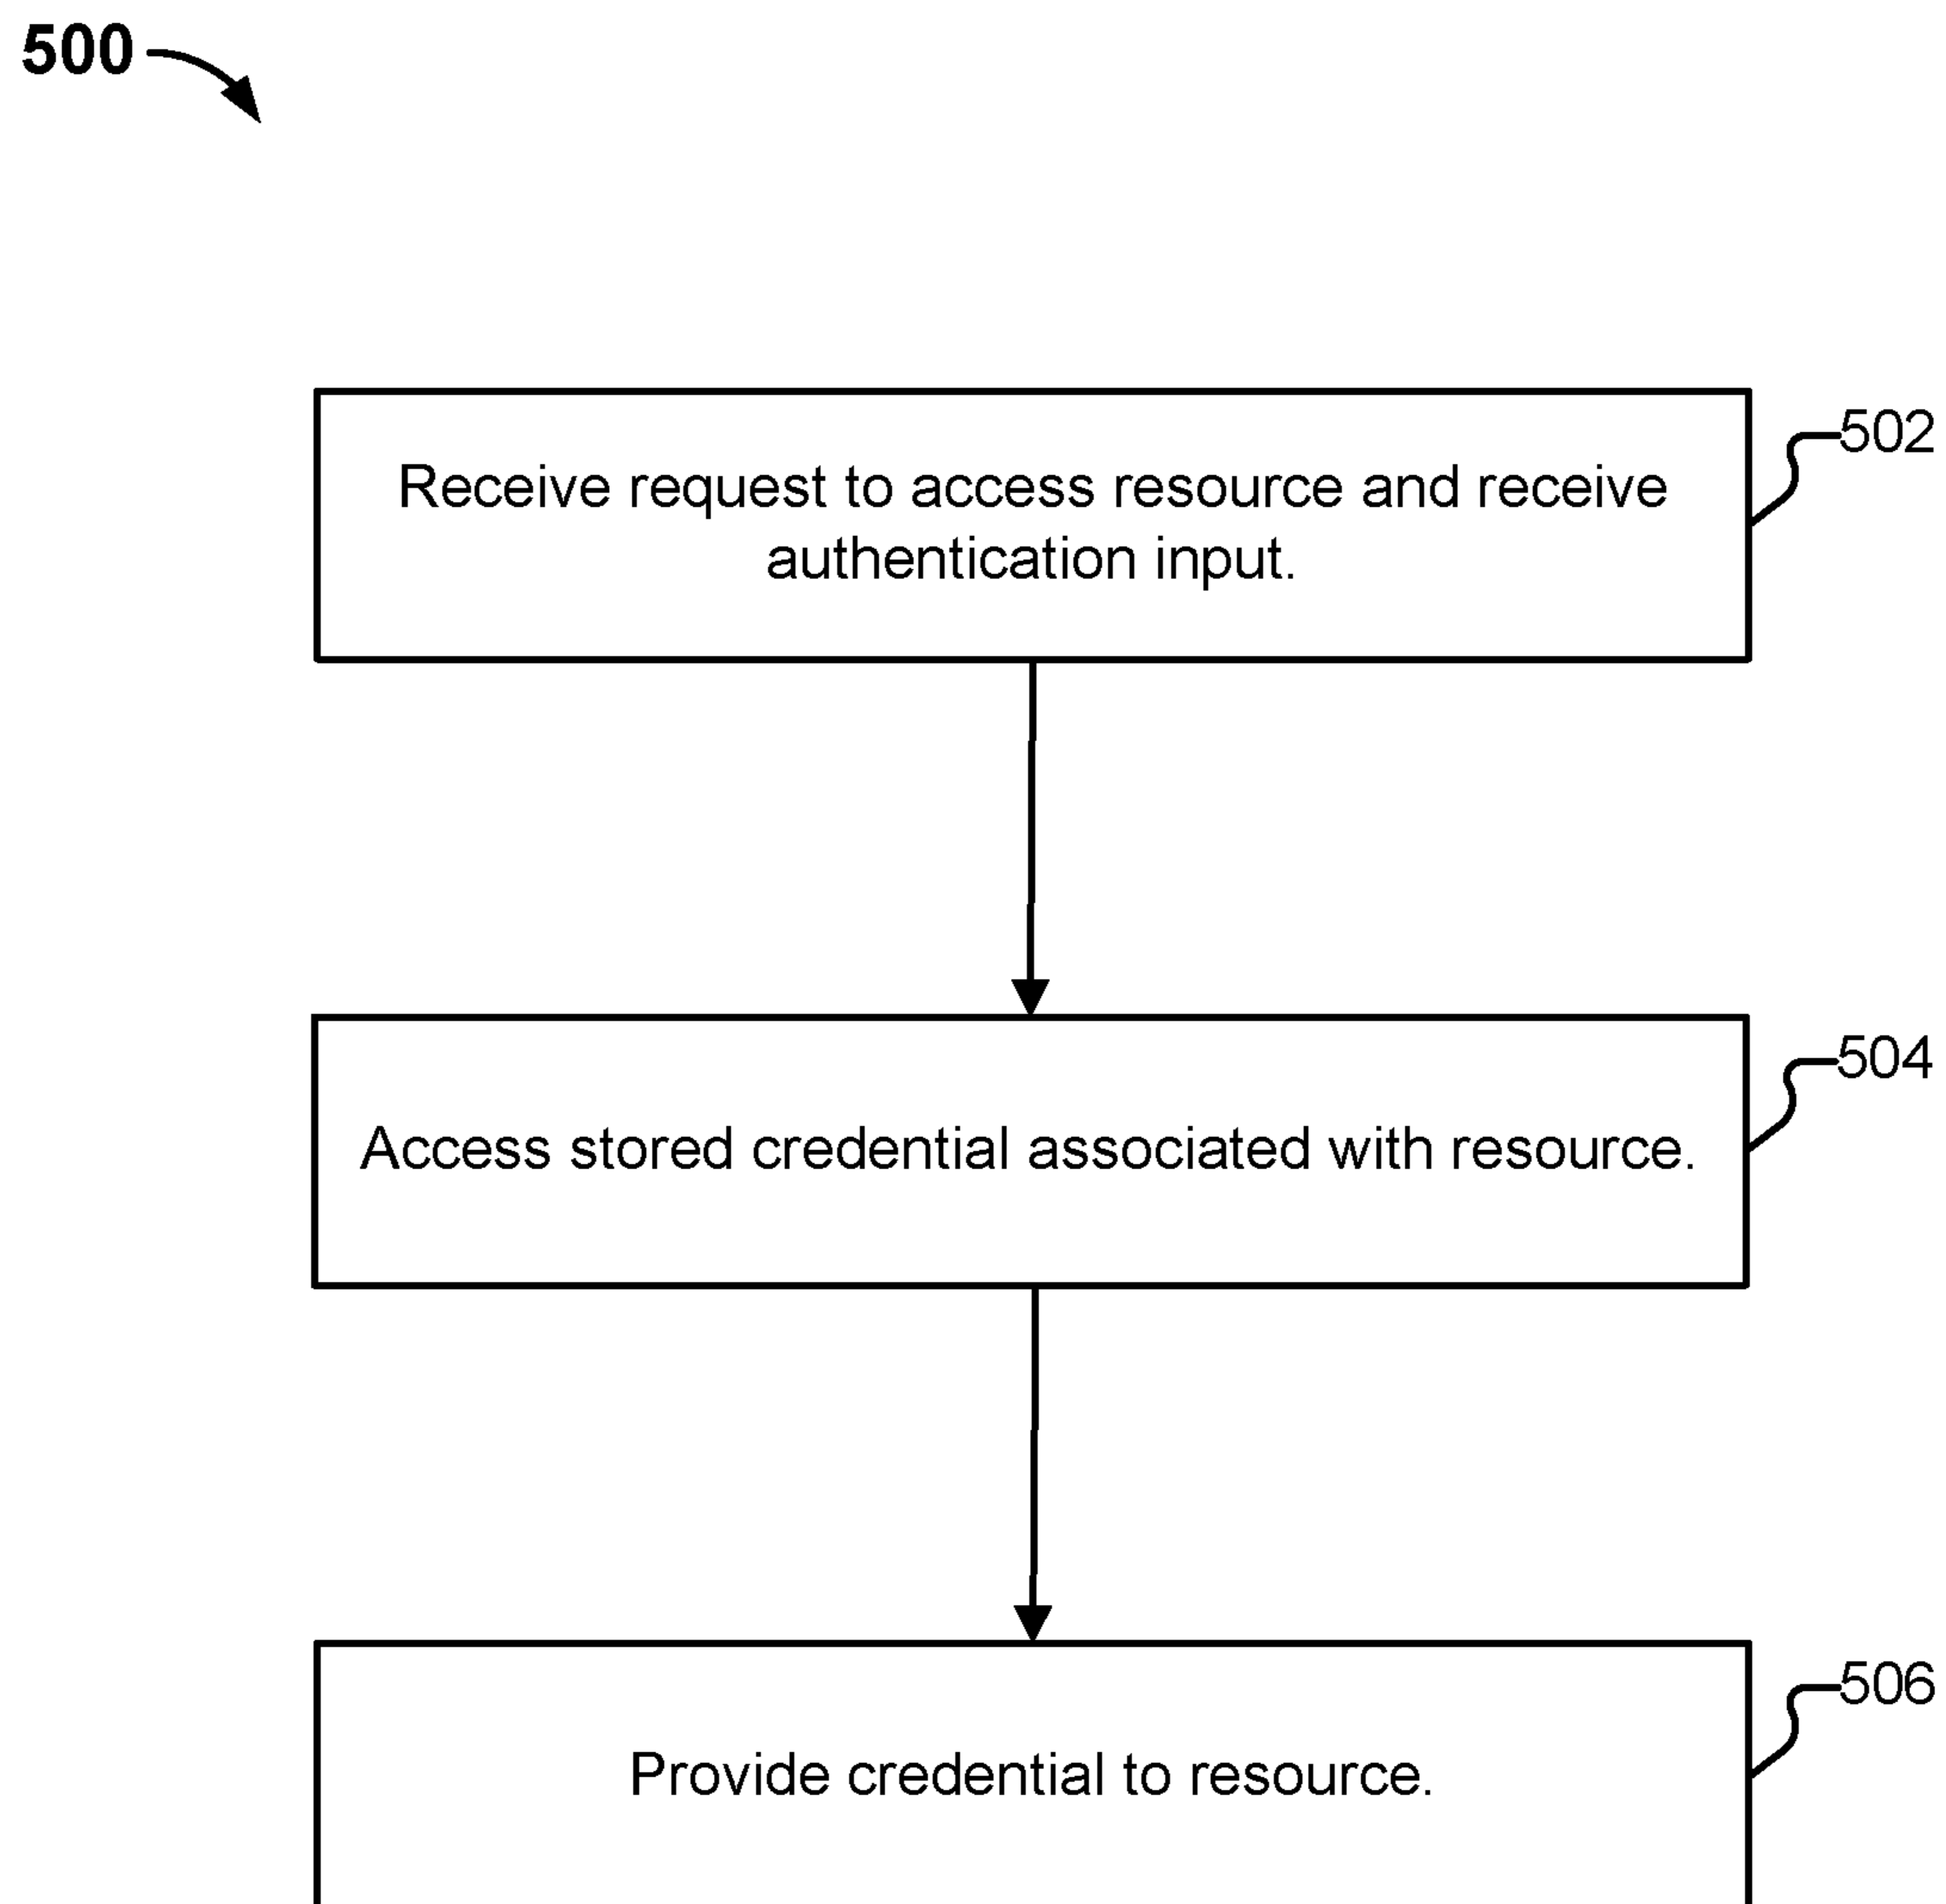 500
502
Receive request to access resource and receive
authentication input.
504
Access stored credential associated with resource.
506
Provide credential to resource.